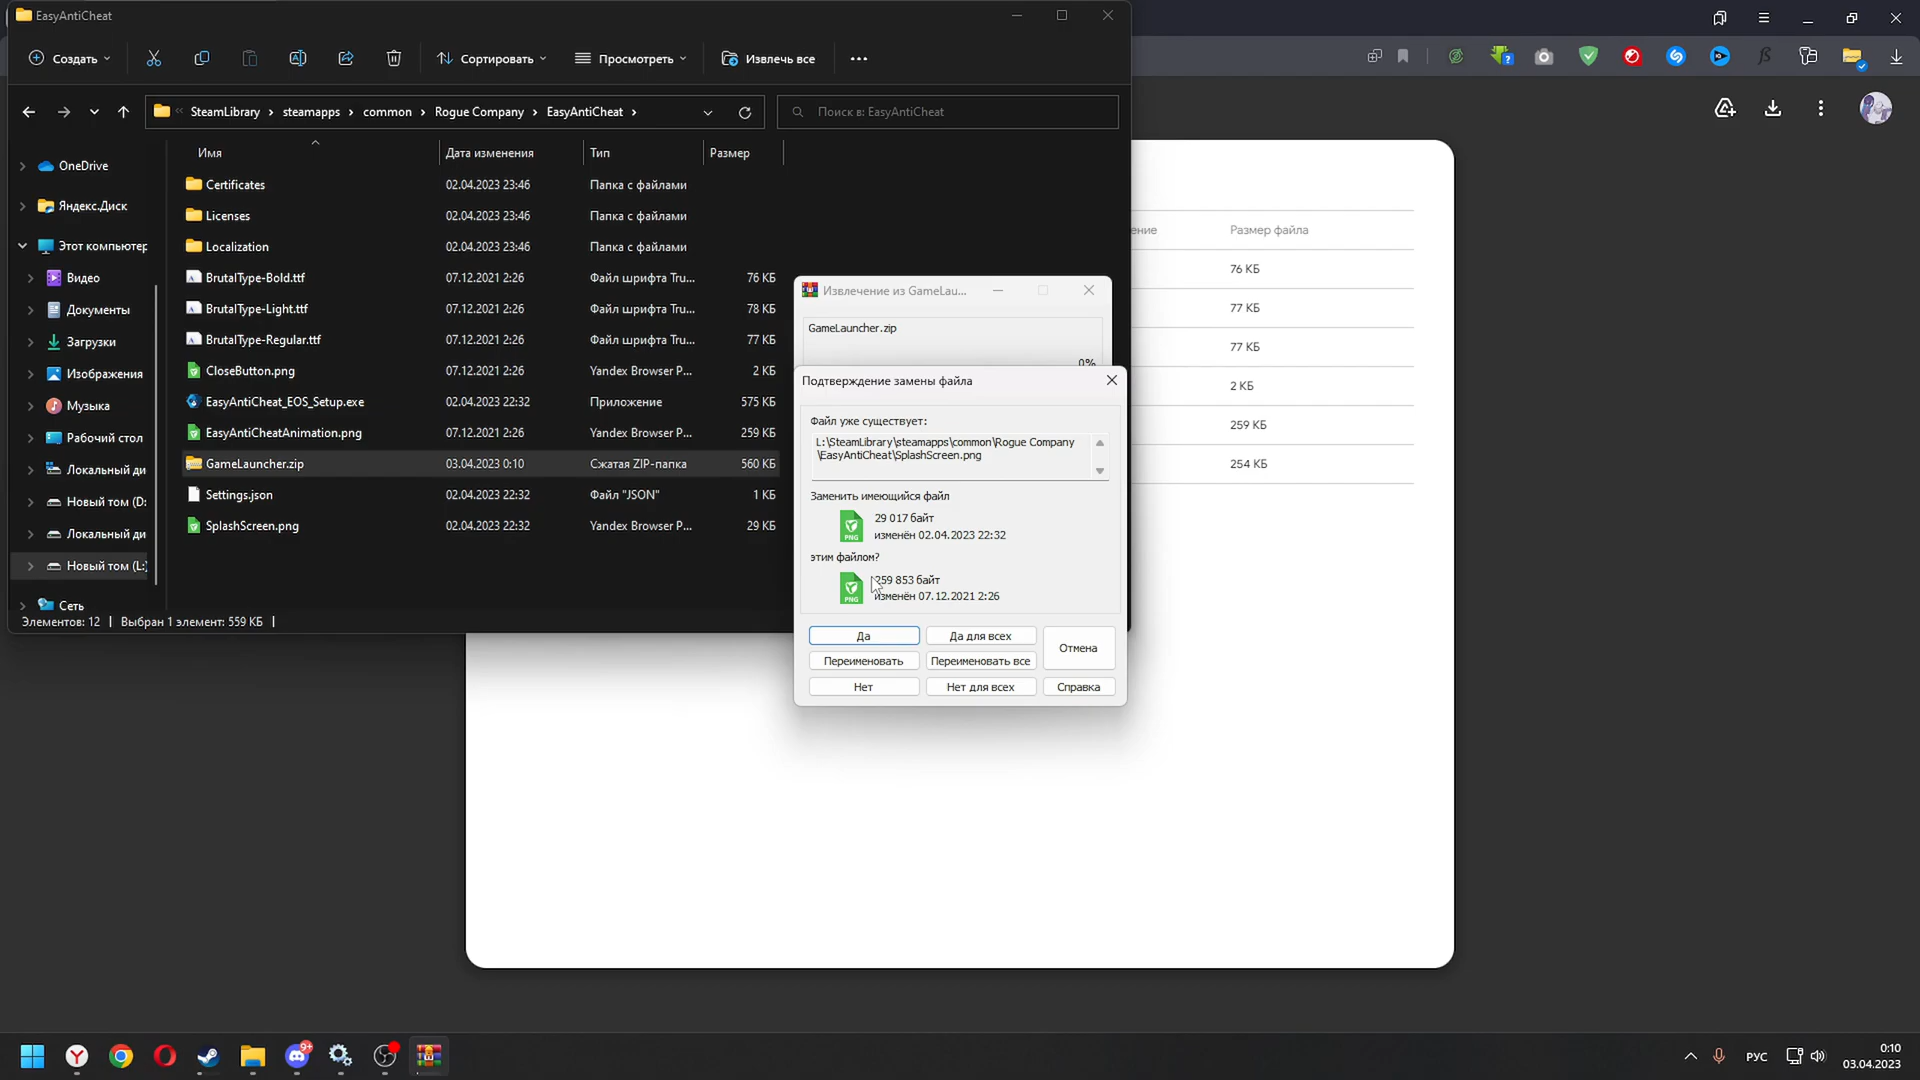 EasyAntiCheat
Создать
Сортировать
Просмотреть
Извлечь все
SteamLibrary
steamapps
common
Rogue Company
EasyAntiCheat
Поиск в: EasyAntiCheat
Имя
Дата изменения
Тип
Размер
OneDrive
Яндекс.Диск
Этот компьютер
Видео
Документы
Загрузки
Изображения
Музыка
Рабочий стол
Локальный ди
Новый том (D:
Локальный ди
Новый том (L:
Сеть
Certificates 02.04.2023 23:46 Папка с файлами
Licenses 02.04.2023 23:46 Папка с файлами
Localization 02.04.2023 23:46 Папка с файлами
BrutalType-Bold.ttf 07.12.2021 2:26 Файл шрифта Tru... 76 КБ
BrutalType-Light.ttf 07.12.2021 2:26 Файл шрифта Tru... 78 КБ
BrutalType-Regular.ttf 07.12.2021 2:26 Файл шрифта Tru... 77 КБ
CloseButton.png 07.12.2021 2:26 Yandex Browser P... 2 КБ
EasyAntiCheat_EOS_Setup.exe 02.04.2023 22:32 Приложение 575 КБ
EasyAntiCheatAnimation.png 07.12.2021 2:26 Yandex Browser P... 259 КБ
GameLauncher.zip 03.04.2023 0:10 Сжатая ZIP-папка 560 КБ
Settings.json 02.04.2023 22:32 Файл "JSON" 1 КБ
SplashScreen.png 02.04.2023 22:32 Yandex Browser P... 29 КБ
Элементов: 12 | Выбран 1 элемент: 559 КБ |
Извлечение из GameLau...
GameLauncher.zip
0%
Подтверждение замены файла
Файл уже существует:
L:\SteamLibrary\steamapps\common\Rogue Company
\EasyAntiCheat\SplashScreen.png
Заменить имеющийся файл
PNG
29 017 байт
изменён 02.04.2023 22:32
этим файлом?
PNG
259 853 байт
изменён 07.12.2021 2:26
Да
Да для всех
Отмена
Переименовать
Переименовать все
Нет
Нет для всех
Справка
ение
Размер файла
76 КБ
77 КБ
77 КБ
2 КБ
259 КБ
254 КБ
9+
РУС
0:10
03.04.2023